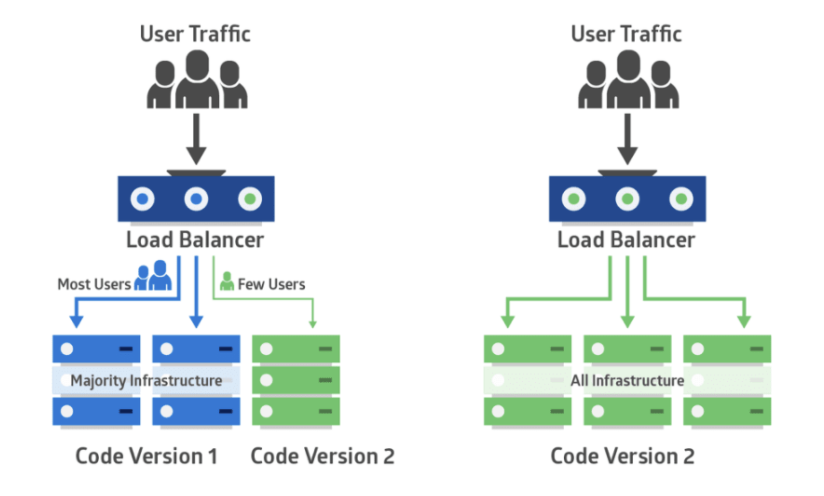 User Traffic
Load Balancer
Most Users
Few Users
Majority Infrastructure
Code Version 1
Code Version 2
User Traffic
Load Balancer
All Infrastructure
Code Version 2